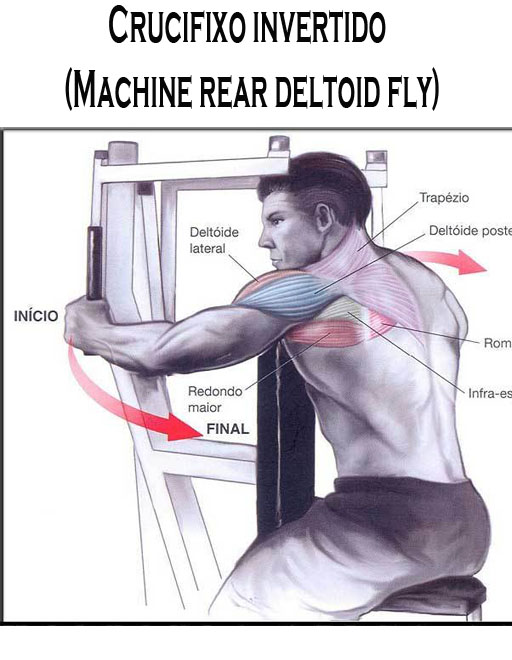 Crucifixo invertido
(Machine rear deltoid fly)
Trapézio
Deltóide
lateral
Deltóide poste
INÍCIO
Rom
Redondo
maior
Infra-es
FINAL